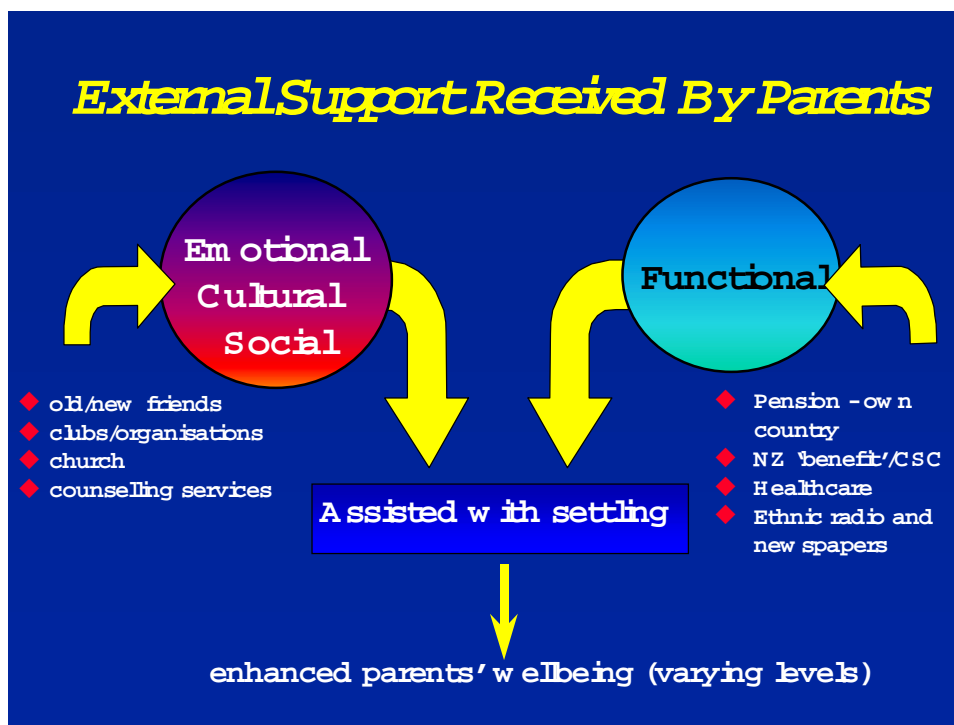 External Support Received By Parents
Emotional
Cultural
Social
Functional
old/new friends
clubs/organisations
church
counselling services
Pension - own
country
NZ 'benefit'/CSC
Healthcare
Ethnic radio and
newspapers
Assisted with settling
enhanced parents' wellbeing (varying levels)